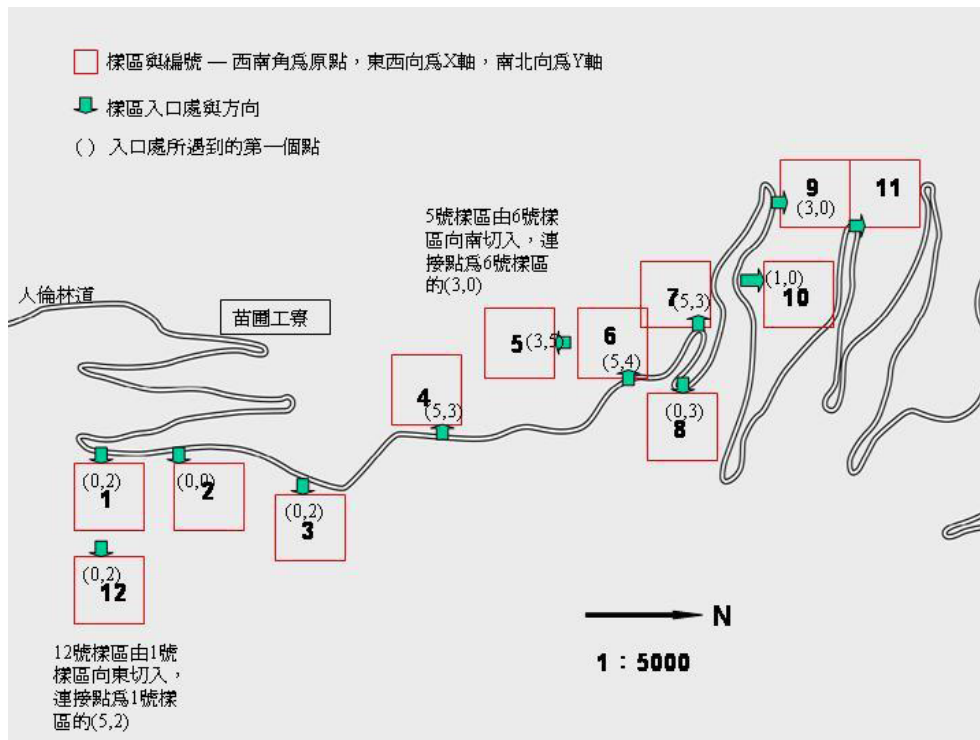 樣區與編號 — 西南角爲原點，東西向爲X軸，南北向爲Y軸
樣區入口處與方向
( ) 入口處所遇到的第一個點
5號樣區由6號樣
區向南切入，連
接點爲6號樣區
的(3,0)
9
11
(3,0)
人倫林道
苗圃工寮
7
(5,3)
(1,0)
10
5
(3,5)
6
(5,4)
4
(5,3)
(0,3)
8
(0,2)
1
(0,0)
2
(0,2)
3
(0,2)
12
N
1：5000
12號樣區由1號
樣區向東切入，
連接點爲1號樣
區的(5,2)